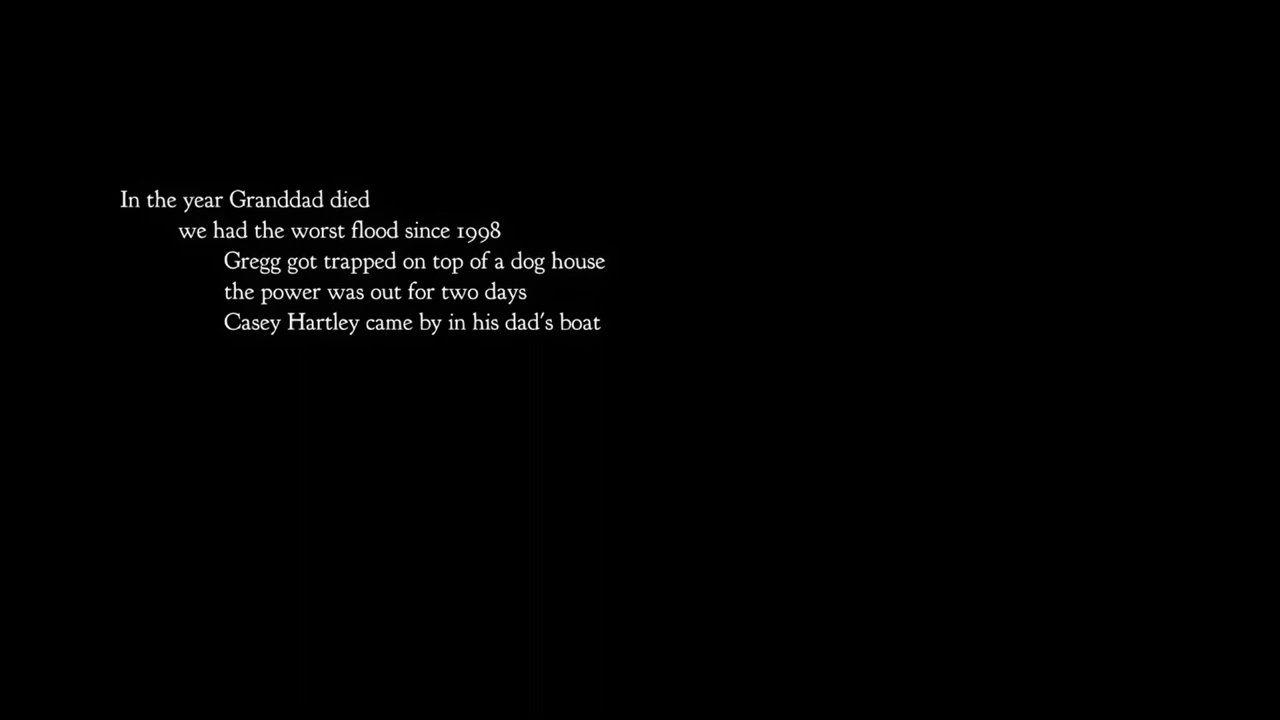 In the year Granddad died
we had the worst flood since 1998
Gregg got trapped on top of a dog house
the power was out for two days
Casey Hartley came by in his dad's boat